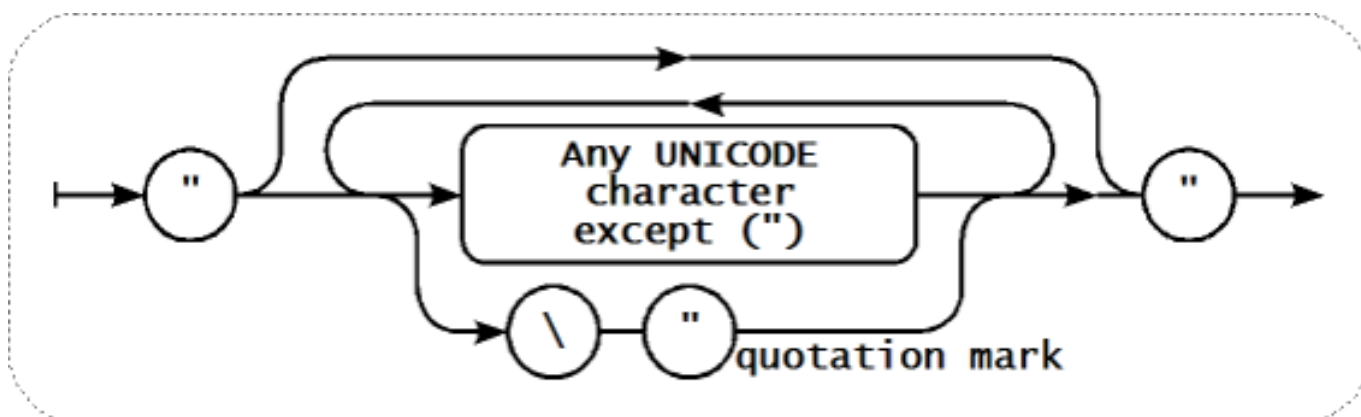 Any UNICODE
" character "
except (")
\ "
quotation mark